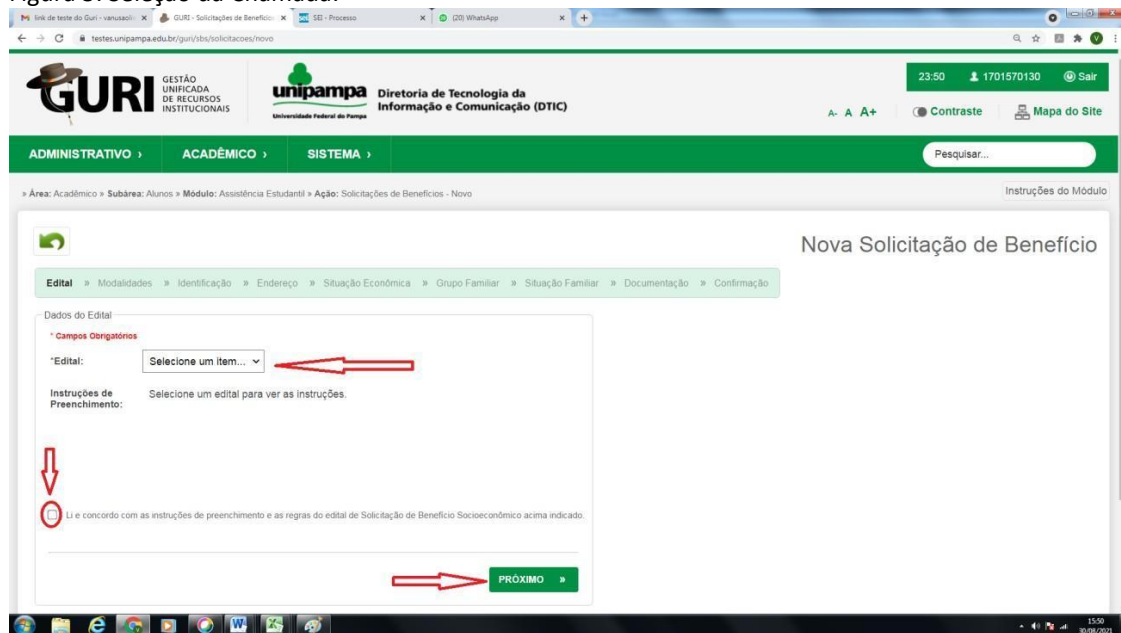 Figura 3: Seleção da Chamada.
link de teste do Guri - vanusaoli
GURI - Solicitações de Benefício
SEI - Processo
(20) WhatsApp
testes.unipampa.edu.br/guri/sbs/solicitacoes/novo
GURI
GESTÃO
UNIFICADA
DE RECURSOS
INSTITUCIONAIS
unipampa
Universidade Federal do Pampa
Diretoria de Tecnologia da
Informação e Comunicação (DTIC)
23:50 1701570130 Sair
A- A A+ Contraste Mapa do Site
ADMINISTRATIVO › ACADÊMICO › SISTEMA › Pesquisar...
» Área: Acadêmico » Subárea: Alunos » Módulo: Assistência Estudantil » Ação: Solicitações de Benefícios - Novo
Instruções do Módulo
Nova Solicitação de Benefício
Edital » Modalidades » Identificação » Endereço » Situação Econômica » Grupo Familiar » Situação Familiar » Documentação » Confirmação
Dados do Edital
* Campos Obrigatórios
*Edital: Selecione um item...
Instruções de Preenchimento: Selecione um edital para ver as instruções.
Li e concordo com as instruções de preenchimento e as regras do edital de Solicitação de Benefício Socioeconômico acima indicado.
PRÓXIMO »
15:50
30/08/2021